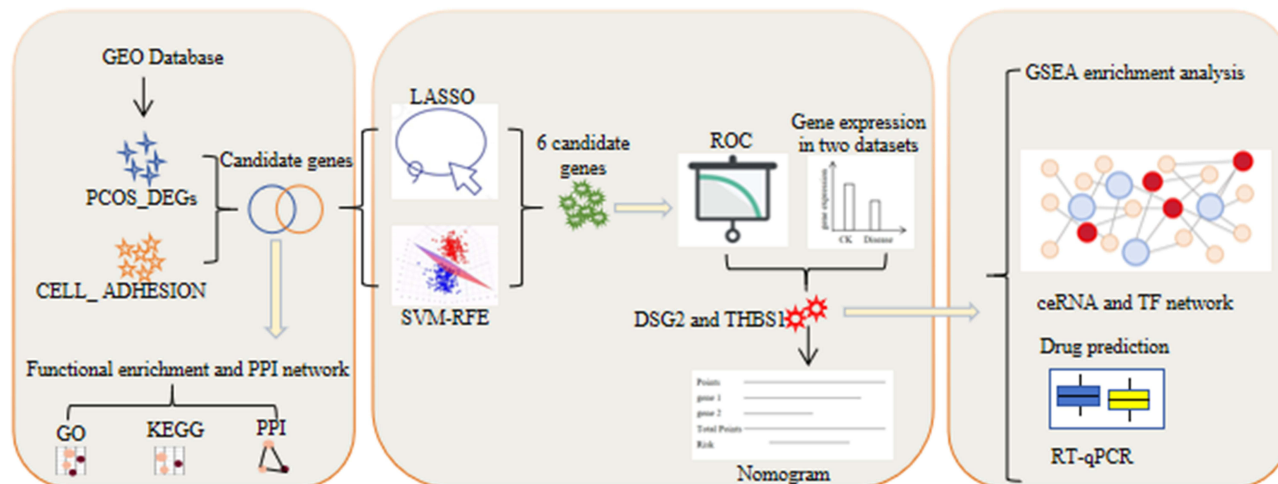 GEO Database
PCOS_DEGs
CELL_ ADHESION
Candidate genes
Functional enrichment and PPI network
GO
KEGG
PPI
LASSO
SVM-RFE
6 candidate
genes
ROC
Gene expression
in two datasets
gene expression
CK
Disease
DSG2 and THBS1
Points
gene 1
gene 2
Total Points
Risk
Nomogram
GSEA enrichment analysis
ceRNA and TF network
Drug prediction
RT-qPCR